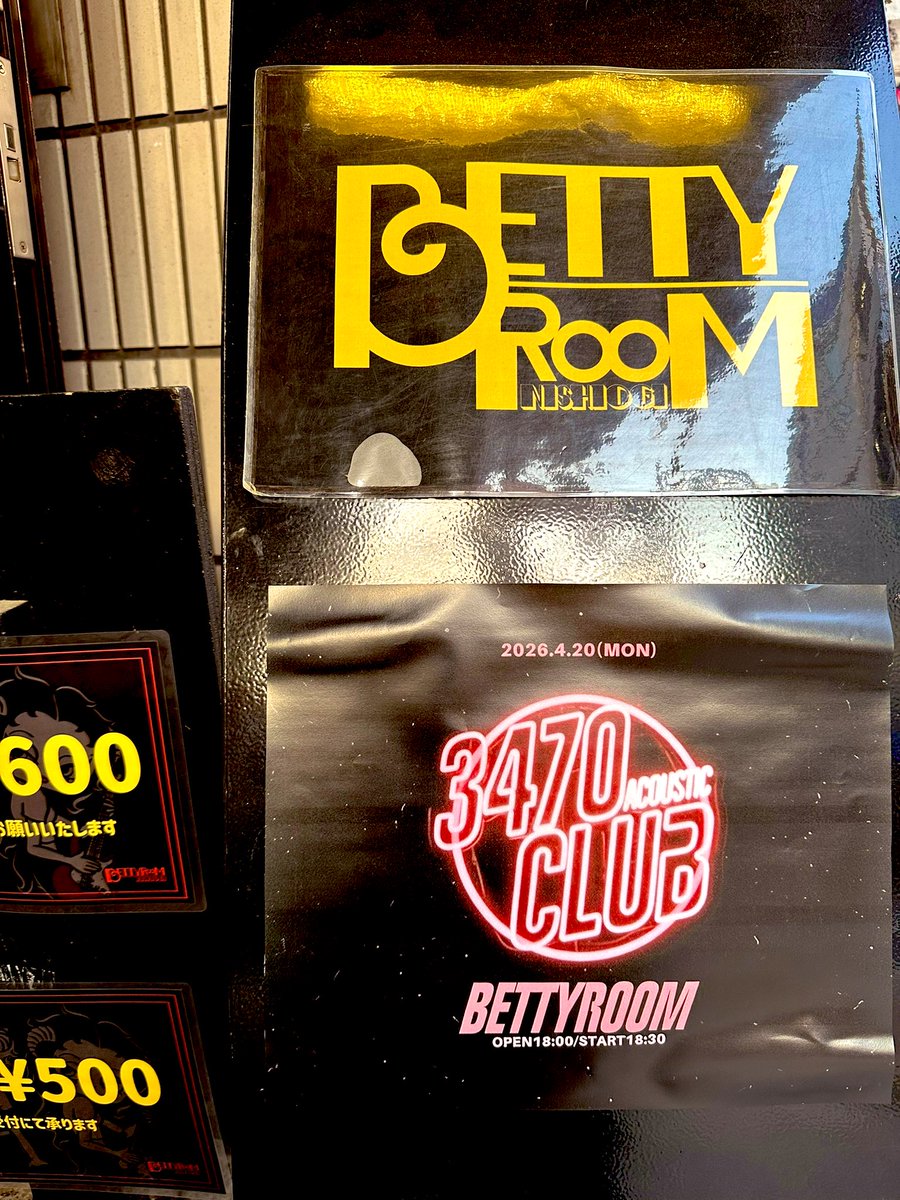 BETTY
ROOM
NISHIOGI
2026.4.20(MON)
3470
ACOUSTIC
CLUB
BETTYROOM
OPEN18:00/START18:30
600
お願いいたします
BETTYROOM
¥500
付にて承ります